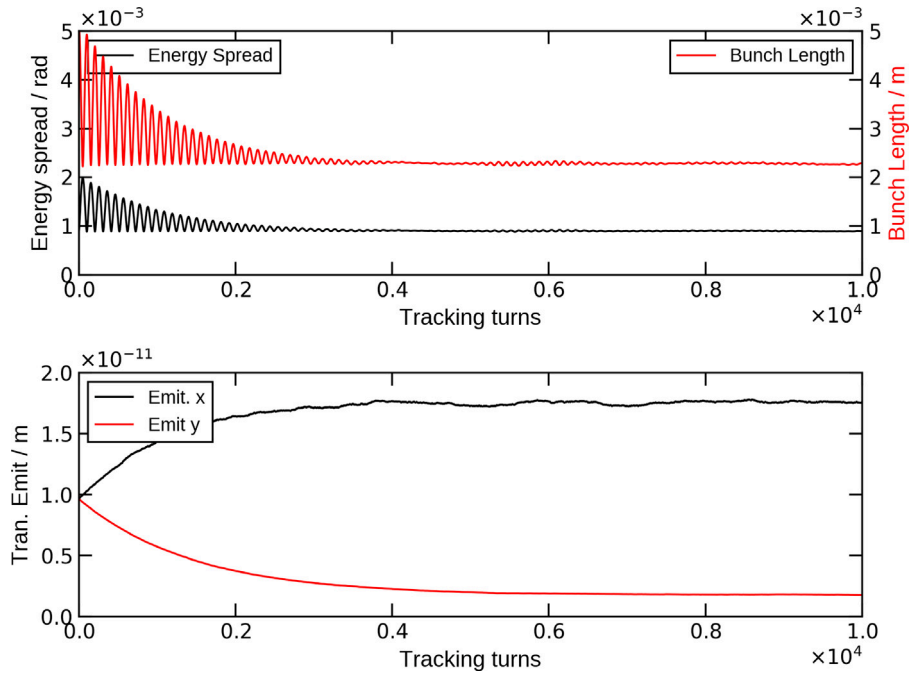 ×10⁻³ ×10⁻³
5 Energy Spread Bunch Length 5
4 4
3 3
2 2
1 1
0 0
Energy spread / rad
Bunch Length / m
0.0 0.2 0.4 0.6 0.8 1.0
Tracking turns ×10⁴
×10⁻¹¹
2.0
Emit. x
Emit y
1.5
1.0
0.5
0.0
Tran. Emit / m
0.0 0.2 0.4 0.6 0.8 1.0
Tracking turns ×10⁴